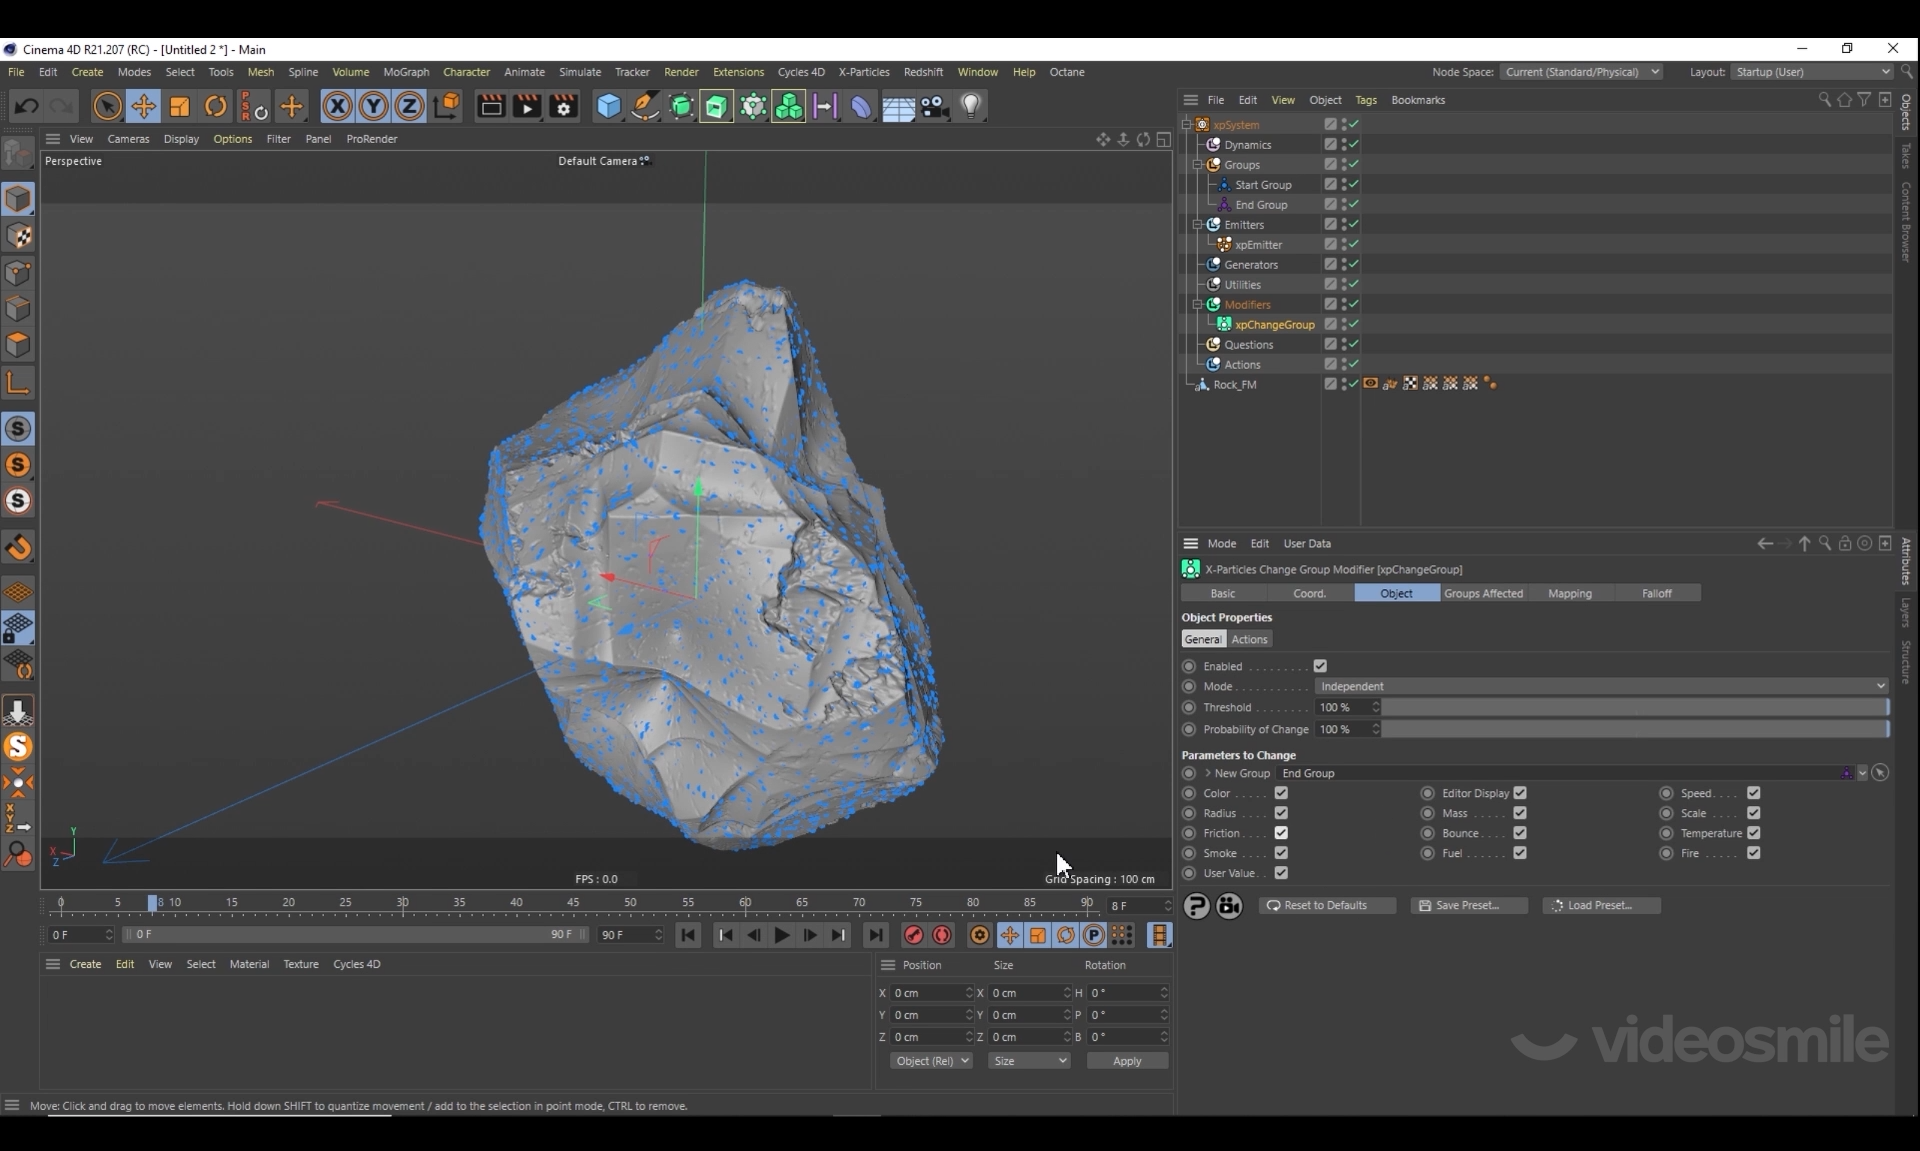 Cinema 4D R21.207 (RC) - [Untitled 2 *] - Main
File Edit Create Modes Select Tools Mesh Spline Volume MoGraph Character Animate Simulate Tracker Render Extensions Cycles 4D X-Particles Redshift Window Help Octane
Node Space: Current (Standard/Physical) Layout: Startup (User)
PSR X Y Z
View Cameras Display Options Filter Panel ProRender
Perspective
Default Camera
Y
X
Z
FPS : 0.0
Grid Spacing : 100 cm
File Edit View Object Tags Bookmarks
xpSystem
Dynamics
Groups
Start Group
End Group
Emitters
xpEmitter
Generators
Utilities
Modifiers
xpChangeGroup
Questions
Actions
Rock_FM
Objects
Takes
Content Browser
Mode Edit User Data
Attributes
Layers
Structure
X-Particles Change Group Modifier [xpChangeGroup]
Basic Coord. Object Groups Affected Mapping Falloff
Object Properties
General Actions
Enabled
Mode Independent
Threshold 100 %
Probability of Change 100 %
Parameters to Change
> New Group End Group
Color Editor Display Speed
Radius Mass Scale
Friction Bounce Temperature
Smoke Fuel Fire
User Value
Reset to Defaults Save Preset... Load Preset...
0 5 8 10 15 20 25 30 35 40 45 50 55 60 65 70 75 80 85 90 8 F
0 F 0 F 90 F 90 F
Create Edit View Select Material Texture Cycles 4D
Position Size Rotation
X 0 cm X 0 cm H 0 °
Y 0 cm Y 0 cm P 0 °
Z 0 cm Z 0 cm B 0 °
Object (Rel) Size Apply
videosmile
Move: Click and drag to move elements. Hold down SHIFT to quantize movement / add to the selection in point mode, CTRL to remove.